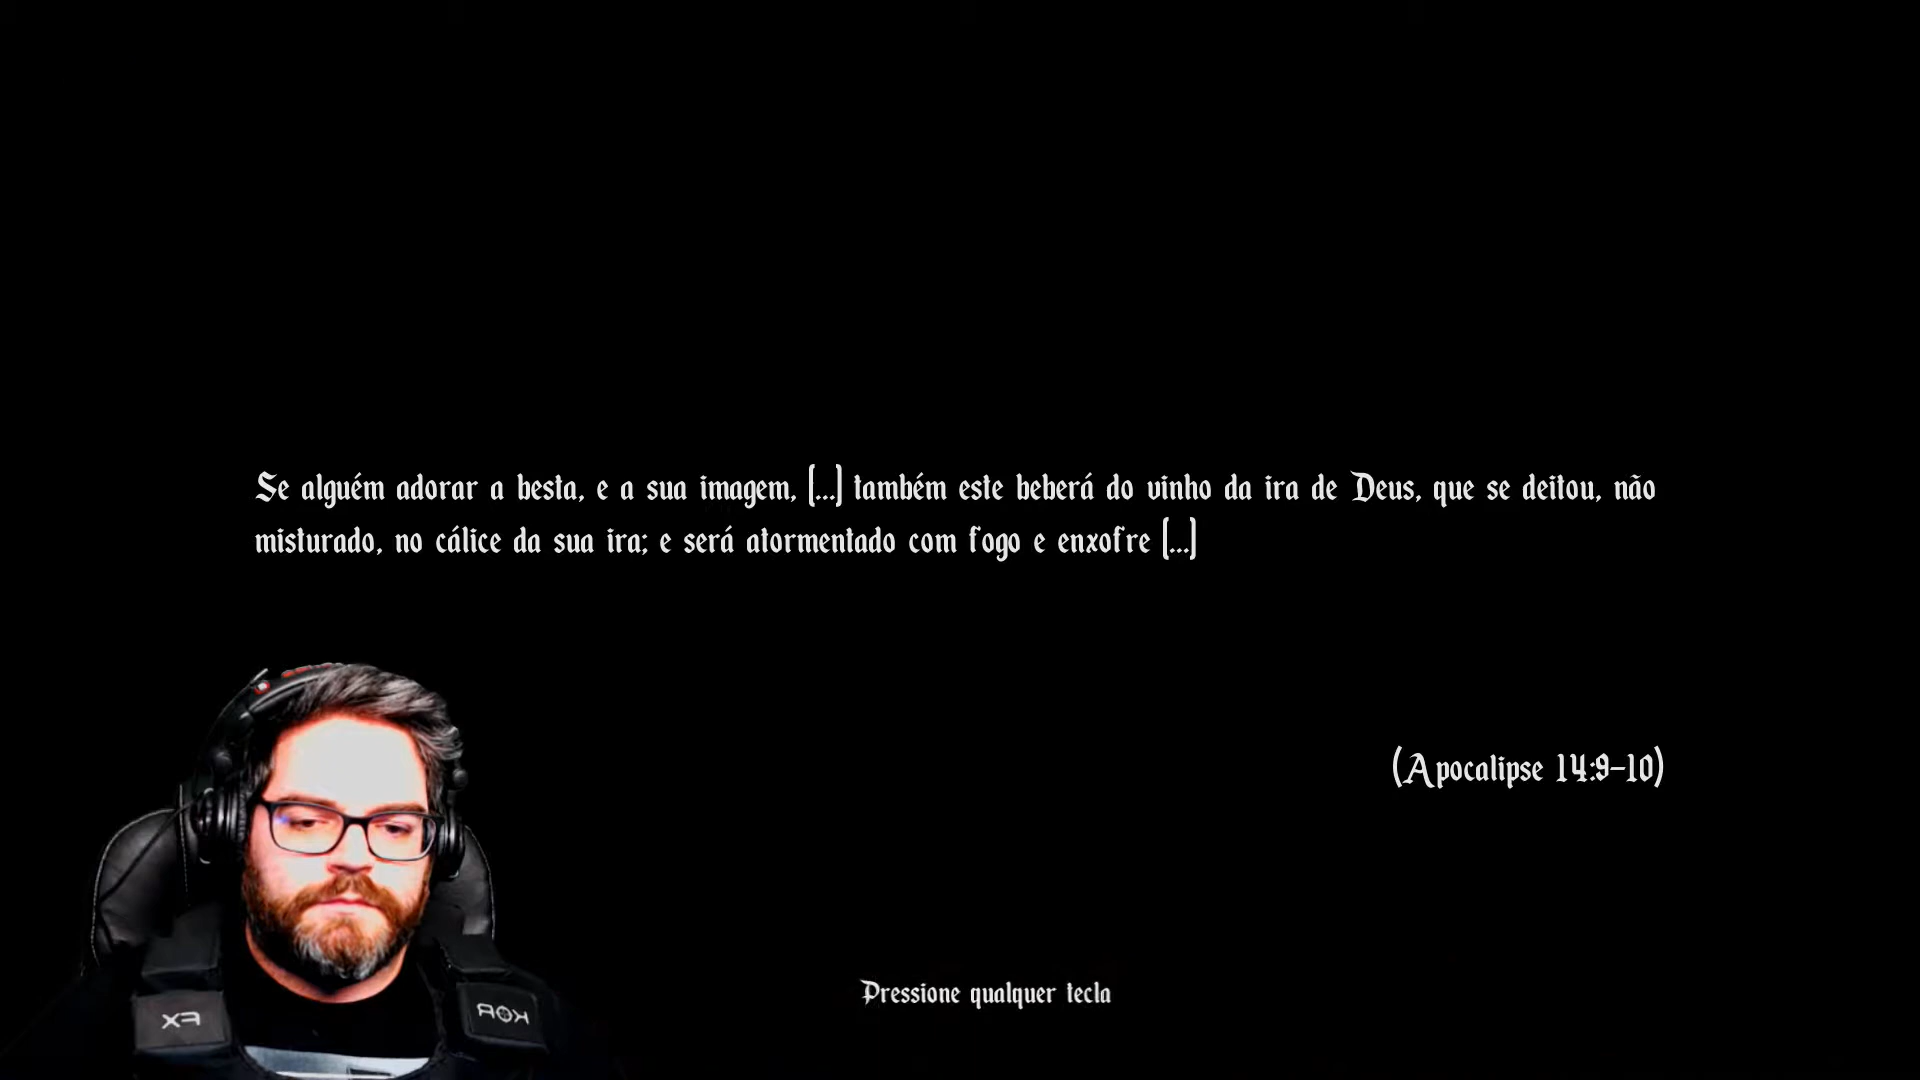 Se alguém adorar a besta, e a sua imagem, [...] também este beberá do vinho da ira de Deus, que se deitou, não
misturado, no cálice da sua ira; e será atormentado com fogo e enxofre [...]
(Apocalipse 14:9-10)
Pressione qualquer tecla